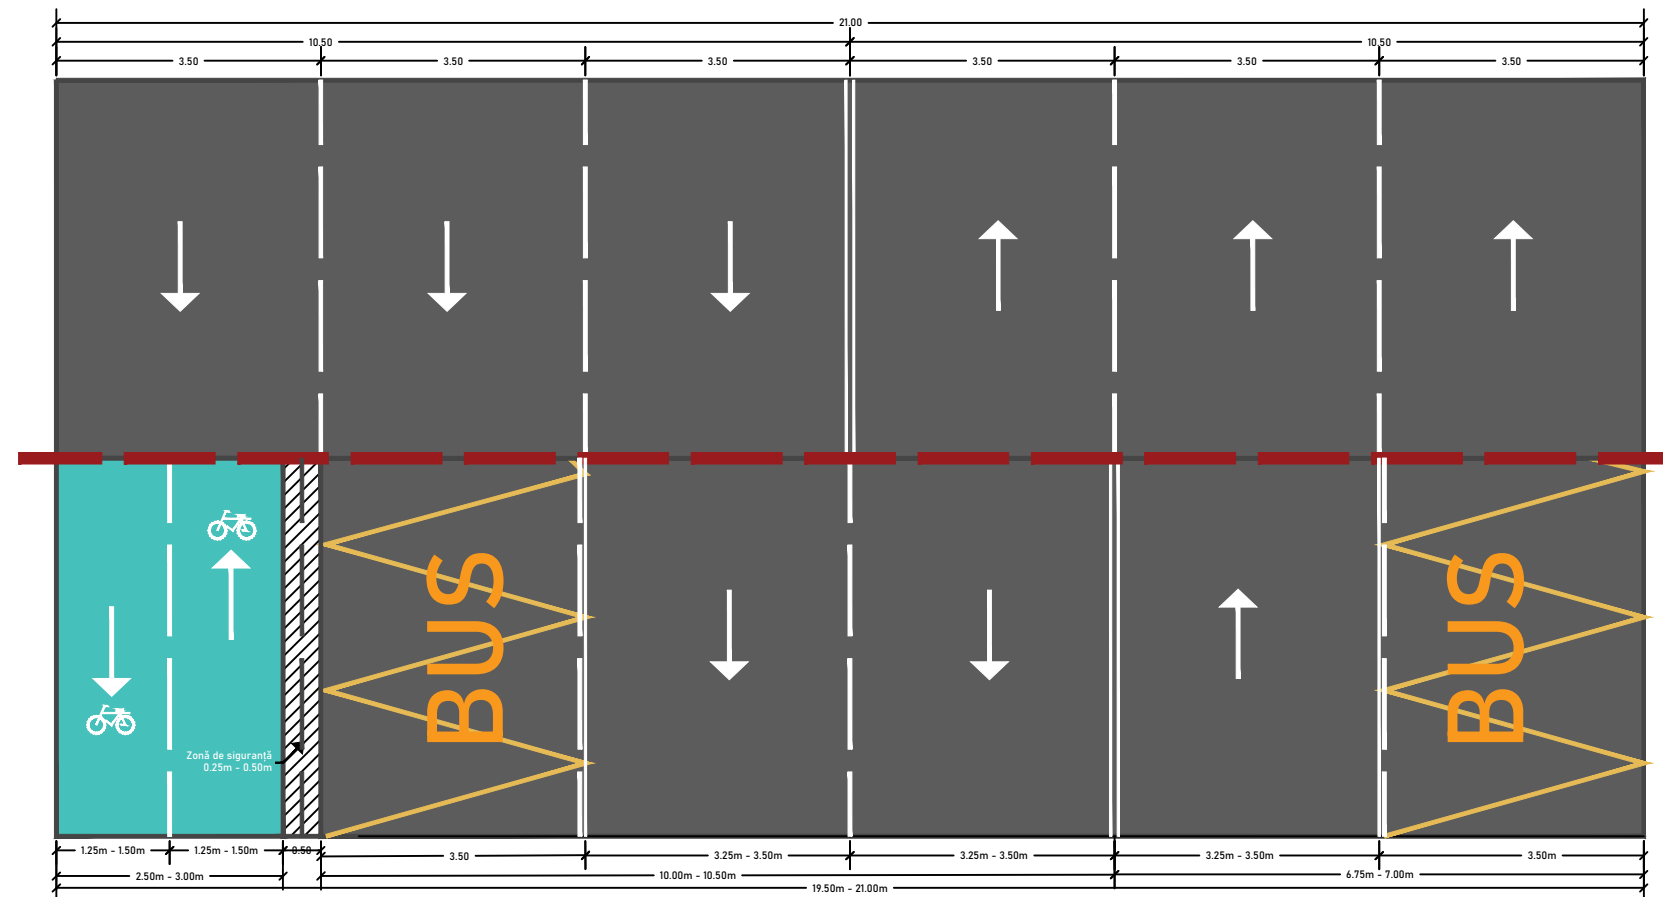 21.00
10.50
10.50
3.50
3.50
3.50
3.50
3.50
3.50
BUS
BUS
Zonă de siguranță
0.25m - 0.50m
1.25m - 1.50m
1.25m - 1.50m
0.50
3.50
3.25m - 3.50m
3.25m - 3.50m
3.25m - 3.50m
3.50m
2.50m - 3.00m
10.00m - 10.50m
6.75m - 7.00m
19.50m - 21.00m